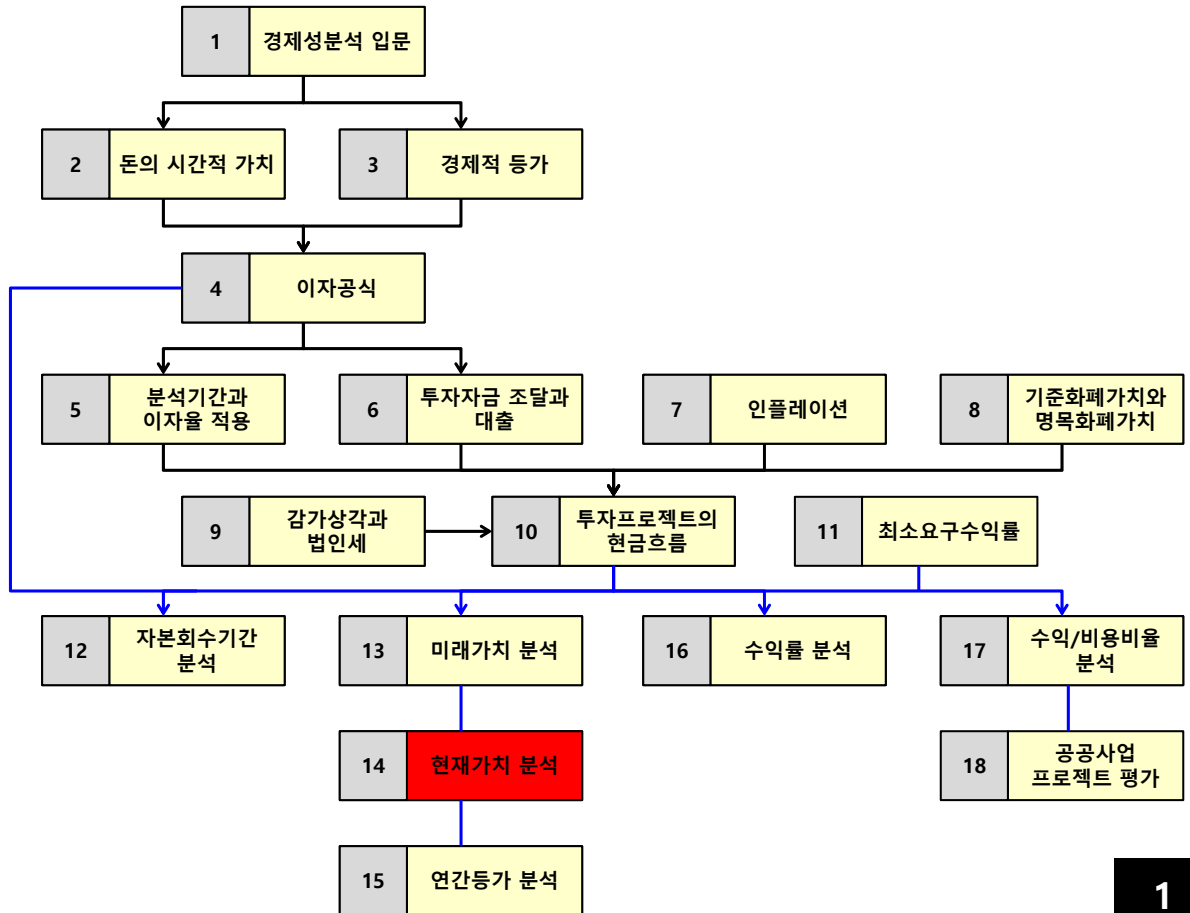 1
경제성분석 입문
2
돈의 시간적 가치
3
경제적 등가
4
이자공식
5
분석기간과
이자율 적용
6
투자자금 조달과
대출
7
인플레이션
8
기준화폐가치와
명목화폐가치
9
감가상각과
법인세
10
투자프로젝트의
현금흐름
11
최소요구수익률
12
자본회수기간
분석
13
미래가치 분석
16
수익률 분석
17
수익/비용비율
분석
14
현재가치 분석
18
공공사업
프로젝트 평가
15
연간등가 분석
1